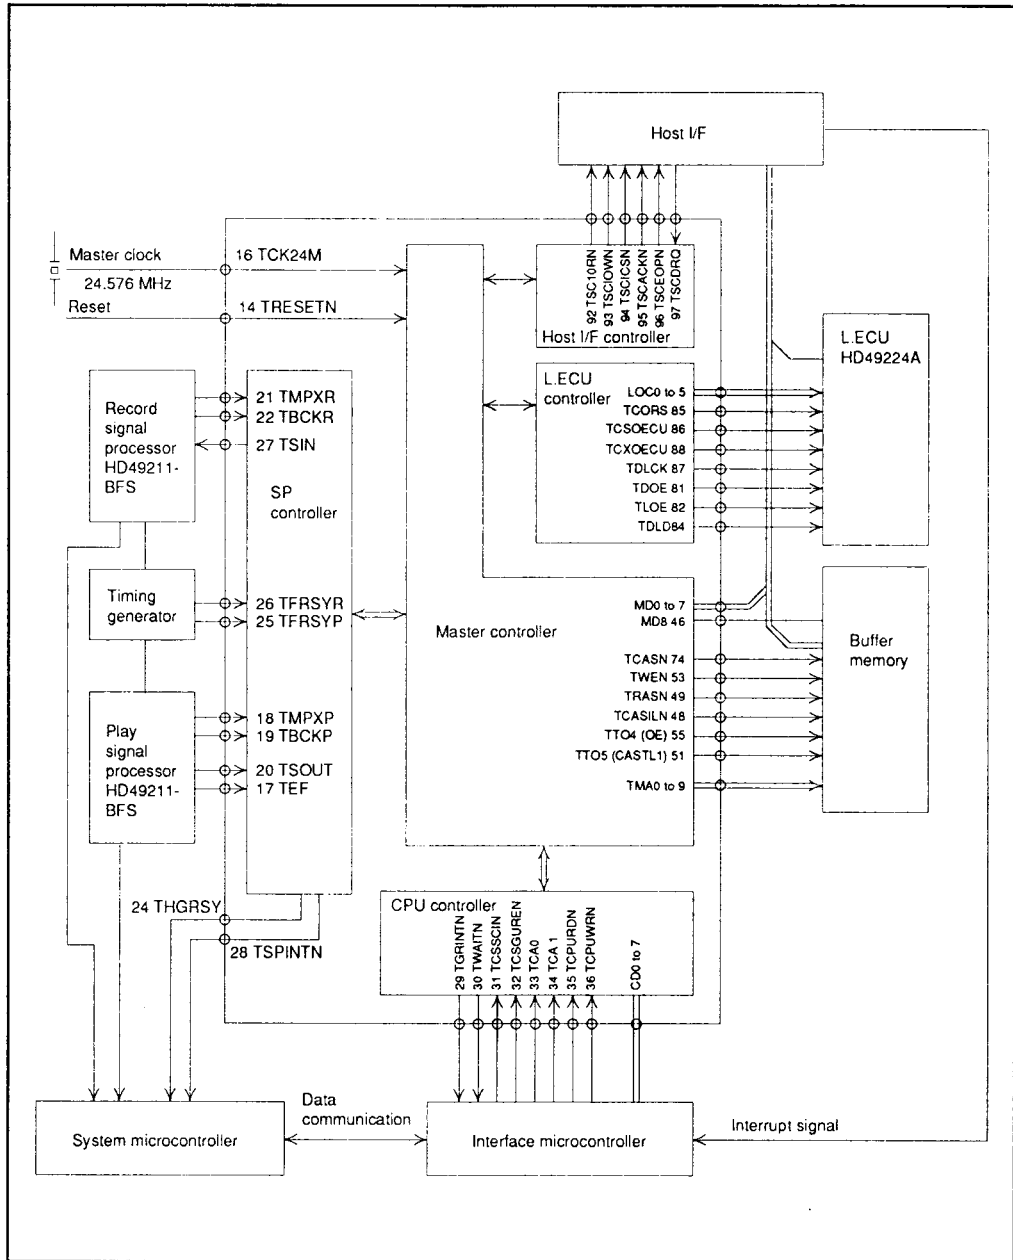 Host I/F
Master clock
24.576 MHz
Reset
16 TCK24M
14 TRESETN
92 TSC10RN
93 TSCIOWN
94 TSCICSN
95 TSCACKN
96 TSCEOPN
97 TSCDRQ
Host I/F controller
L.ECU
HD49224A
L.ECU
controller
LOC0 to 5
TCORS 85
TCSOECU 86
TCXOECU 88
TDLCK 87
TDOE 81
TLOE 82
TDLD84
Record
signal
processor
HD49211-
BFS
21 TMPXR
22 TBCKR
27 TSIN
SP
controller
Timing
generator
26 TFRSYR
25 TFRSYP
Master controller
MD0 to 7
MD8 46
TCASN 74
TWEN 53
TRASN 49
TCASILN 48
TTO4 (OE) 55
TTO5 (CASTL1) 51
TMA0 to 9
Buffer
memory
Play
signal
processor
HD49211-
BFS
18 TMPXP
19 TBCKP
20 TSOUT
17 TEF
24 THGRSY
28 TSPINTN
CPU controller
29 TGRINTN
30 TWAITN
31 TCSSCIN
32 TCSGUREN
33 TCA0
34 TCA 1
35 TCPURDN
36 TCPUWRN
CD0 to 7
System microcontroller
Data
communication
Interface microcontroller
Interrupt signal